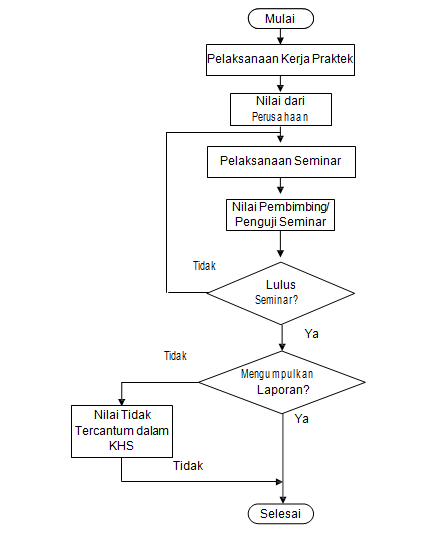 Mulai
Pelaksanaan Kerja Praktek
Nilai dari
Perusahaan
Pelaksanaan Seminar
Nilai Pembimbing/
Penguji Seminar
Tidak
Lulus
Seminar?
Ya
Tidak
Mengumpulkan
Laporan?
Ya
Nilai Tidak
Tercantum dalam
KHS
Tidak
Selesai